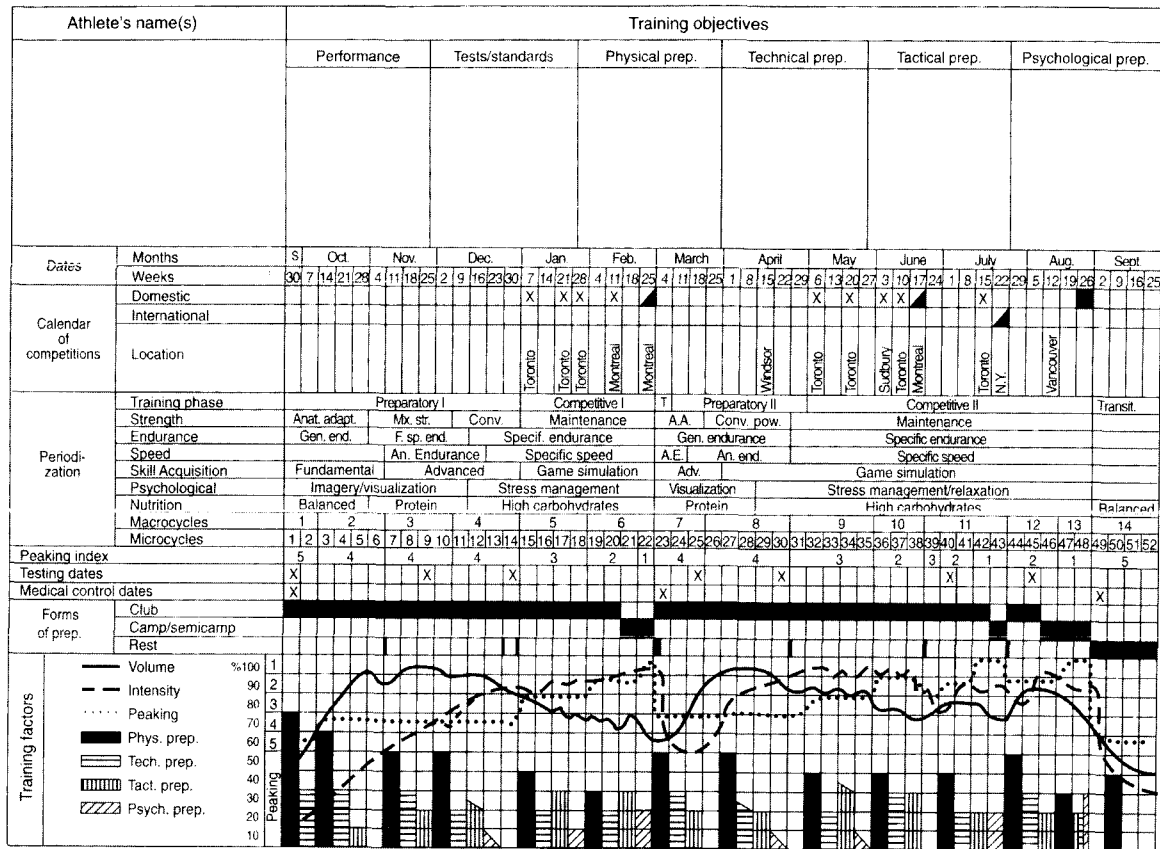 Athlete's name(s) Training objectives
Performance Tests/standards Physical prep. Technical prep. Tactical prep. Psychological prep.
Dates Months S Oct. Nov. Dec. Jan Feb. March April May June July Aug. Sept.
Weeks 30 7 14 21 28 4 11 18 25 2 9 16 23 30 7 14 21 28 4 11 18 25 4 11 18 25 1 8 15 22 29 6 13 20 27 3 10 17 24 1 8 15 22 29 5 12 19 26 2 9 16 25
Calendar of competitions
Domestic X X X X X X X X X
International
Location Toronto Toronto Toronto Montreal Montreal Windsor Toronto Toronto Sudbury Toronto Montreal Toronto N.Y. Vancouver
Periodi-
zation
Training phase Preparatory I Competitive I T Preparatory II Competitive II Transit.
Strength Anat. adapt. Mx. str. Conv. Maintenance A.A. Conv. pow. Maintenance
Endurance Gen. end. F. sp. end. Specif. endurance Gen. endurance Specific endurance
Speed An. Endurance Specific speed A.E. An. end. Specific speed
Skill Acquisition Fundamental Advanced Game simulation Adv. Game simulation
Psychological Imagery/visualization Stress management Visualization Stress management/relaxation
Nutrition Balanced Protein High carbohydrates Protein High carbohydrates Balanced
Macrocycles 1 2 3 4 5 6 7 8 9 10 11 12 13 14
Microcycles 1 2 3 4 5 6 7 8 9 10 11 12 13 14 15 16 17 18 19 20 21 22 23 24 25 26 27 28 29 30 31 32 33 34 35 36 37 38 39 40 41 42 43 44 45 46 47 48 49 50 51 52
Peaking index 5 4 4 4 3 2 1 4 4 3 2 3 2 1 2 1 5
Testing dates X X X X X X X
Medical control dates X X X
Forms of prep.
Club
Camp/semicamp
Rest
Training factors
Volume %100 1
Intensity 90 2
80 3
Peaking 70 4
Phys. prep. 60 5
Tech. prep. 50
40
Tact. prep. 30
Psych. prep. 20
10
Peaking